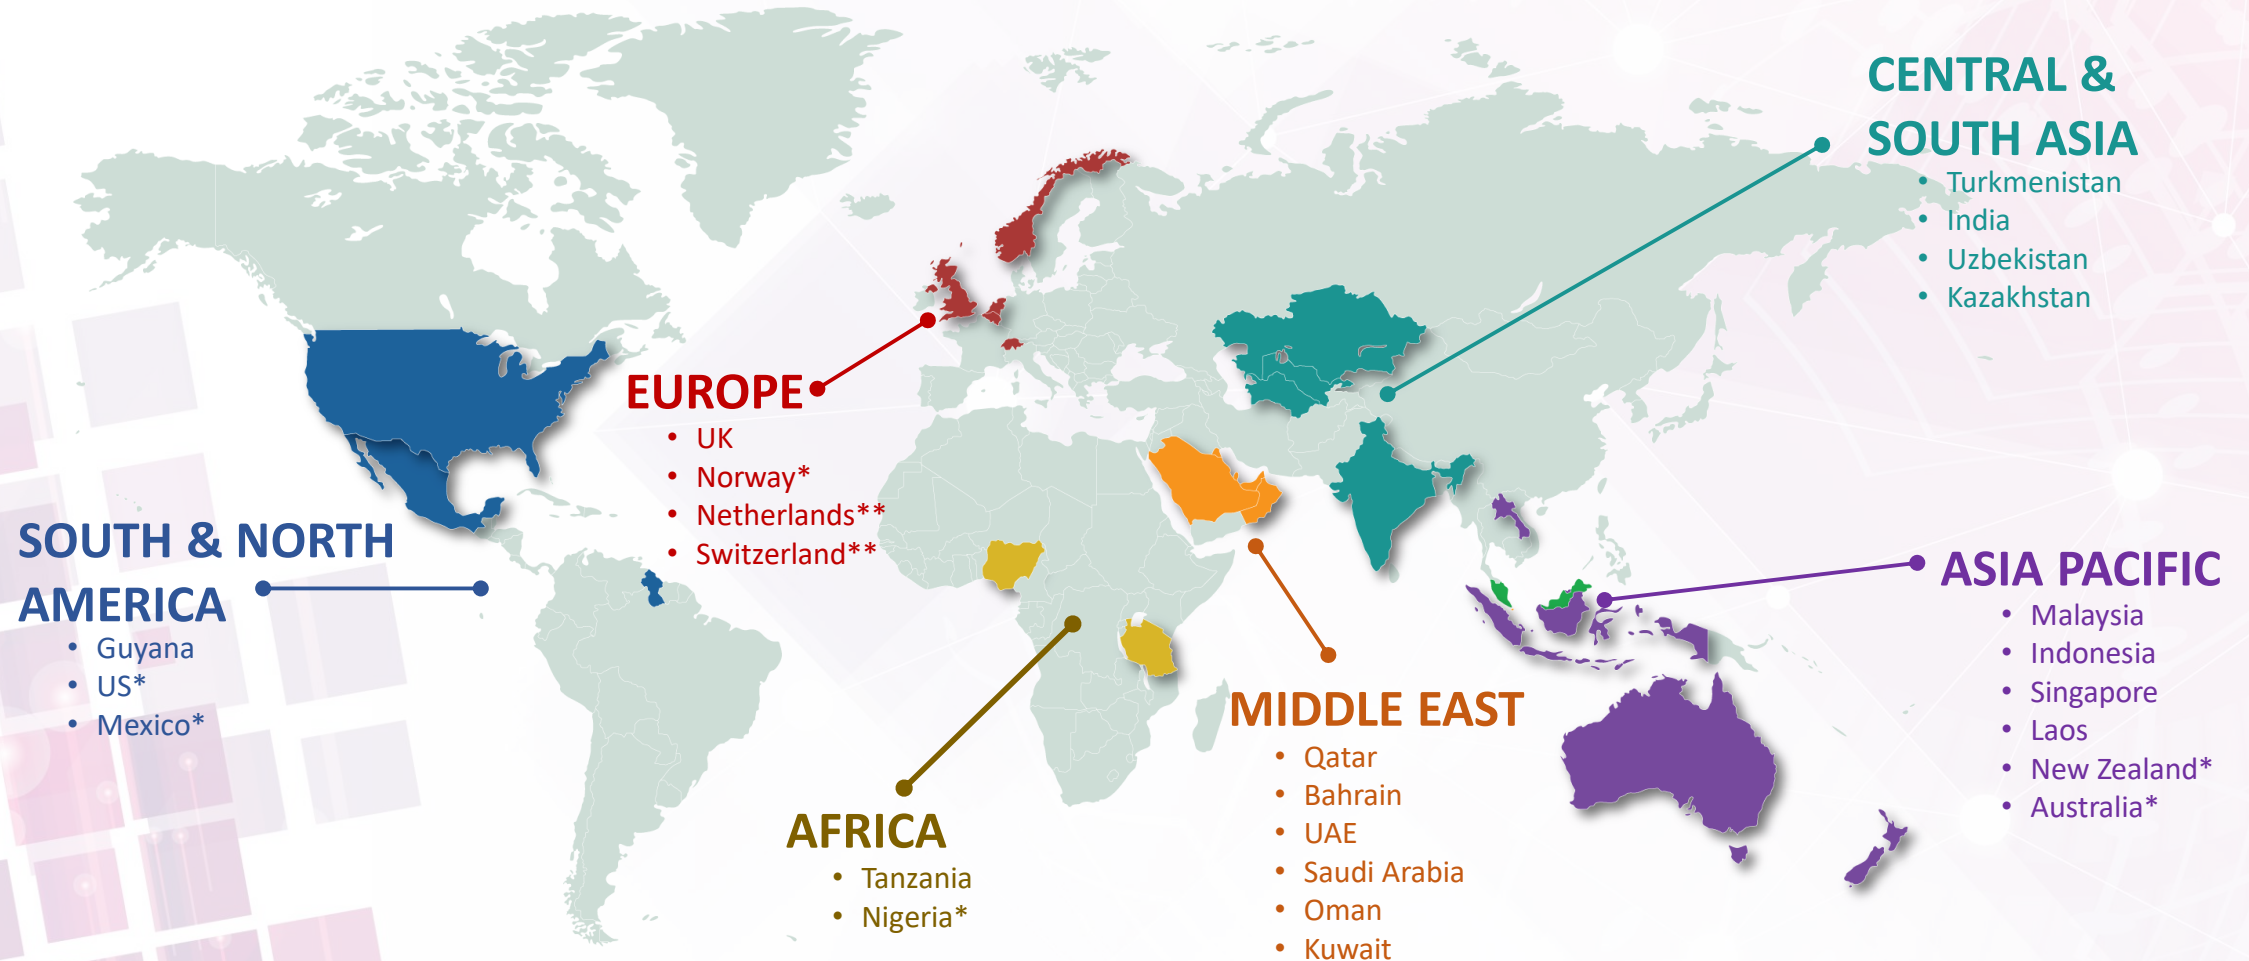 CENTRAL &
SOUTH ASIA
• Turkmenistan
• India
• Uzbekistan
• Kazakhstan
EUROPE
• UK
• Norway*
• Netherlands**
• Switzerland**
SOUTH & NORTH
AMERICA
• Guyana
• US*
• Mexico*
ASIA PACIFIC
• Malaysia
• Indonesia
• Singapore
• Laos
• New Zealand*
• Australia*
MIDDLE EAST
• Qatar
• Bahrain
• UAE
• Saudi Arabia
• Oman
• Kuwait
AFRICA
• Tanzania
• Nigeria*